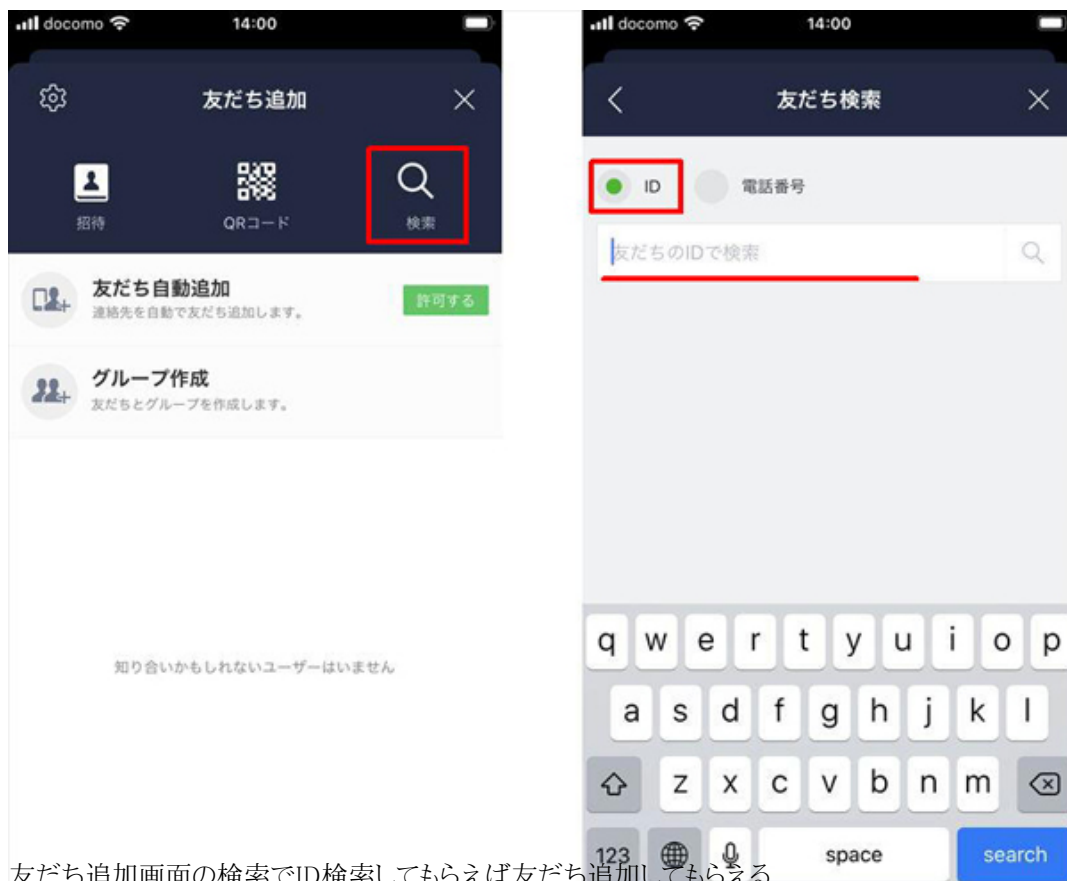 docomo 14:00
友だち追加
招待 QRコード 検索
友だち自動追加
連絡先を自動で友だち追加します。
許可する
グループ作成
友だちとグループを作成します。
知り合いかもしれないユーザーはいません
docomo 14:00
友だち検索
ID 電話番号
友だちのIDで検索
q w e r t y u i o p
a s d f g h j k l
z x c v b n m
123 space search
友だち追加画面の検索でID検索してもらえば友だち追加してもらえる